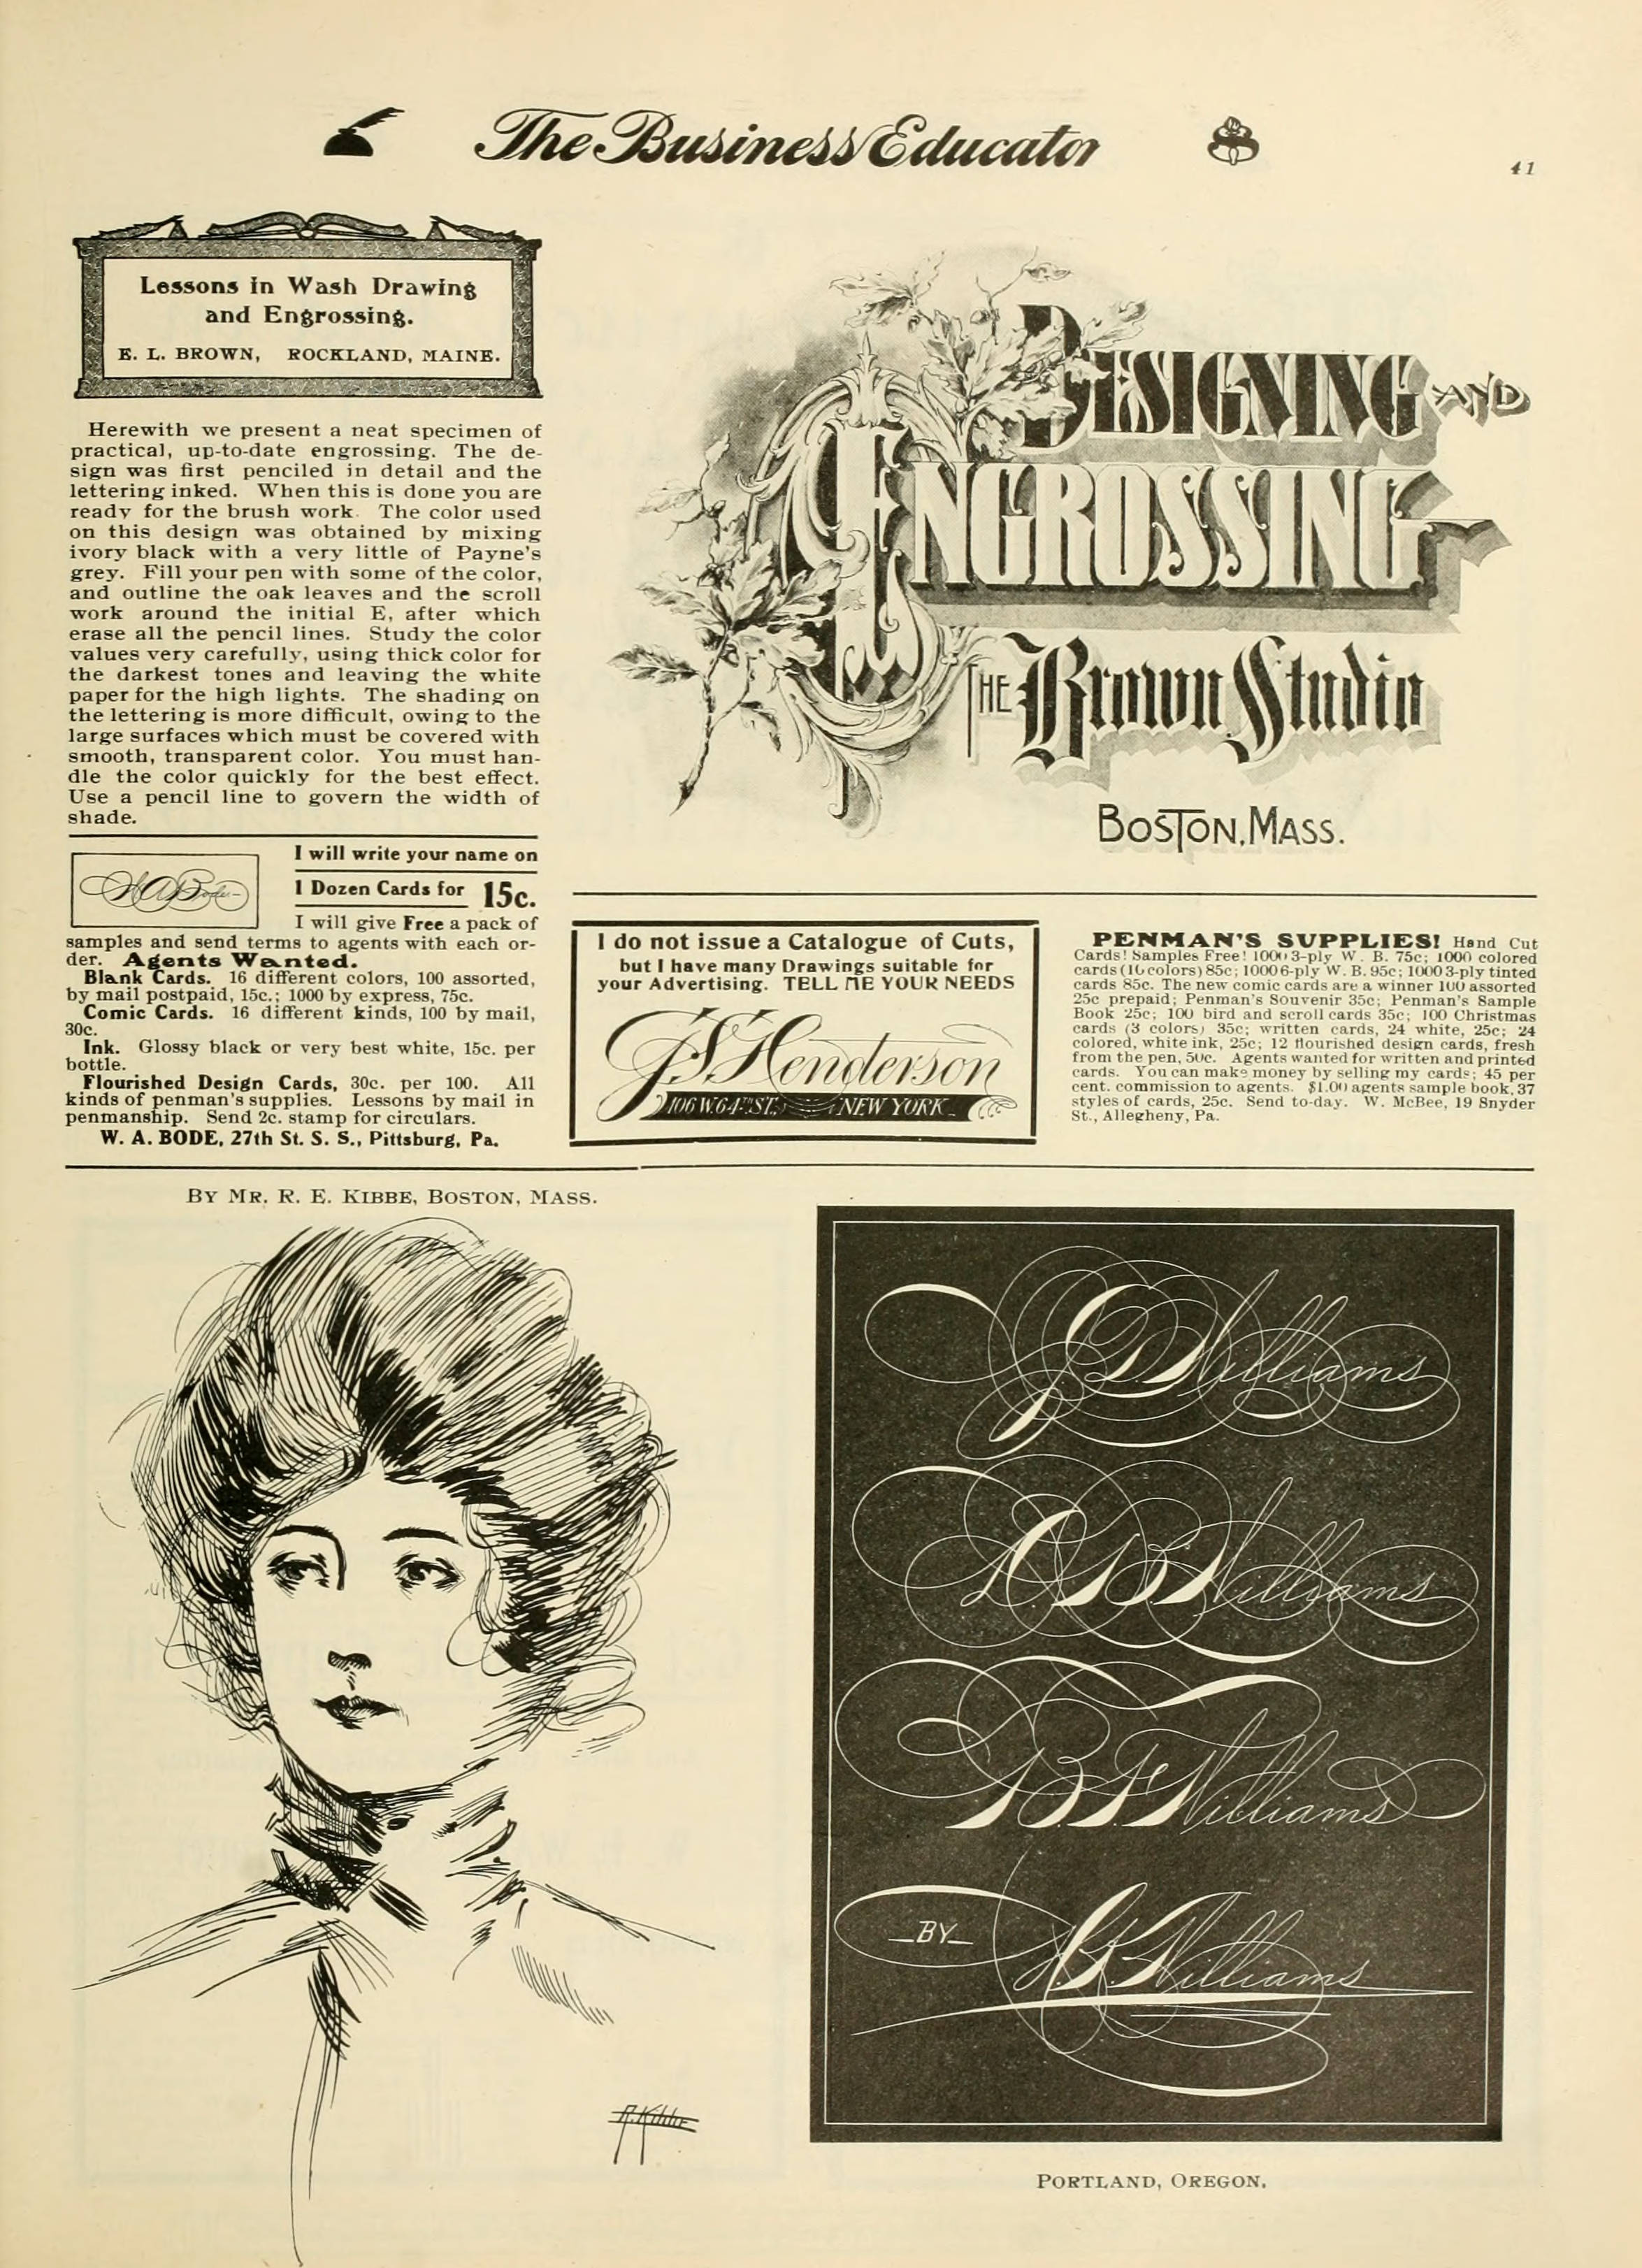 The Business Educator
41
Lessons in Wash Drawing
and Engrossing.
E. L. BROWN, ROCKLAND, MAINE.
Herewith we present a neat specimen of
practical, up-to-date engrossing. The de-
sign was first penciled in detail and the
lettering inked. When this is done you are
ready for the brush work. The color used
on this design was obtained by mixing
ivory black with a very little of Payne's
grey. Fill your pen with some of the color,
and outline the oak leaves and the scroll
work around the initial E, after which
erase all the pencil lines. Study the color
values very carefully, using thick color for
the darkest tones and leaving the white
paper for the high lights. The shading on
the lettering is more difficult, owing to the
large surfaces which must be covered with
smooth, transparent color. You must han-
dle the color quickly for the best effect.
Use a pencil line to govern the width of
shade.
DESIGNING AND
ENGROSSING
THE Brown Studio
BOSTON, MASS.
W A Bode
I will write your name on
1 Dozen Cards for 15c.
I will give Free a pack of
samples and send terms to agents with each or-
der. Agents Wanted.
Blank Cards. 16 different colors, 100 assorted,
by mail postpaid, 15c.; 1000 by express, 75c.
Comic Cards. 16 different kinds, 100 by mail,
30c.
Ink. Glossy black or very best white, 15c. per
bottle.
Flourished Design Cards, 30c. per 100. All
kinds of penman's supplies. Lessons by mail in
penmanship. Send 2c. stamp for circulars.
W. A. BODE, 27th St. S. S., Pittsburg, Pa.
I do not issue a Catalogue of Cuts,
but I have many Drawings suitable for
your Advertising. TELL ME YOUR NEEDS
J.S. Henderson
106 W. 64TH ST. NEW YORK
PENMAN'S SUPPLIES! Hand Cut
Cards! Samples Free! 1000 3-ply W. B. 75c; 1000 colored
cards (16 colors) 85c; 1000 6-ply W. B. 95c; 1000 3-ply tinted
cards 85c. The new comic cards are a winner 100 assorted
25c prepaid; Penman's Souvenir 35c; Penman's Sample
Book 25c; 100 bird and scroll cards 35c; 100 Christmas
cards (3 colors) 35c; written cards, 24 white, 25c; 24
colored, white ink, 25c; 12 flourished design cards, fresh
from the pen, 50c. Agents wanted for written and printed
cards. You can make money by selling my cards; 45 per
cent. commission to agents. $1.00 agents sample book, 37
styles of cards, 25c. Send to-day. W. McBee, 19 Snyder
St., Allegheny, Pa.
BY MR. R. E. KIBBE, BOSTON, MASS.
R. Kibbe
J D Williams
D. B. Williams
B. F. Williams
BY
Williams
PORTLAND, OREGON.